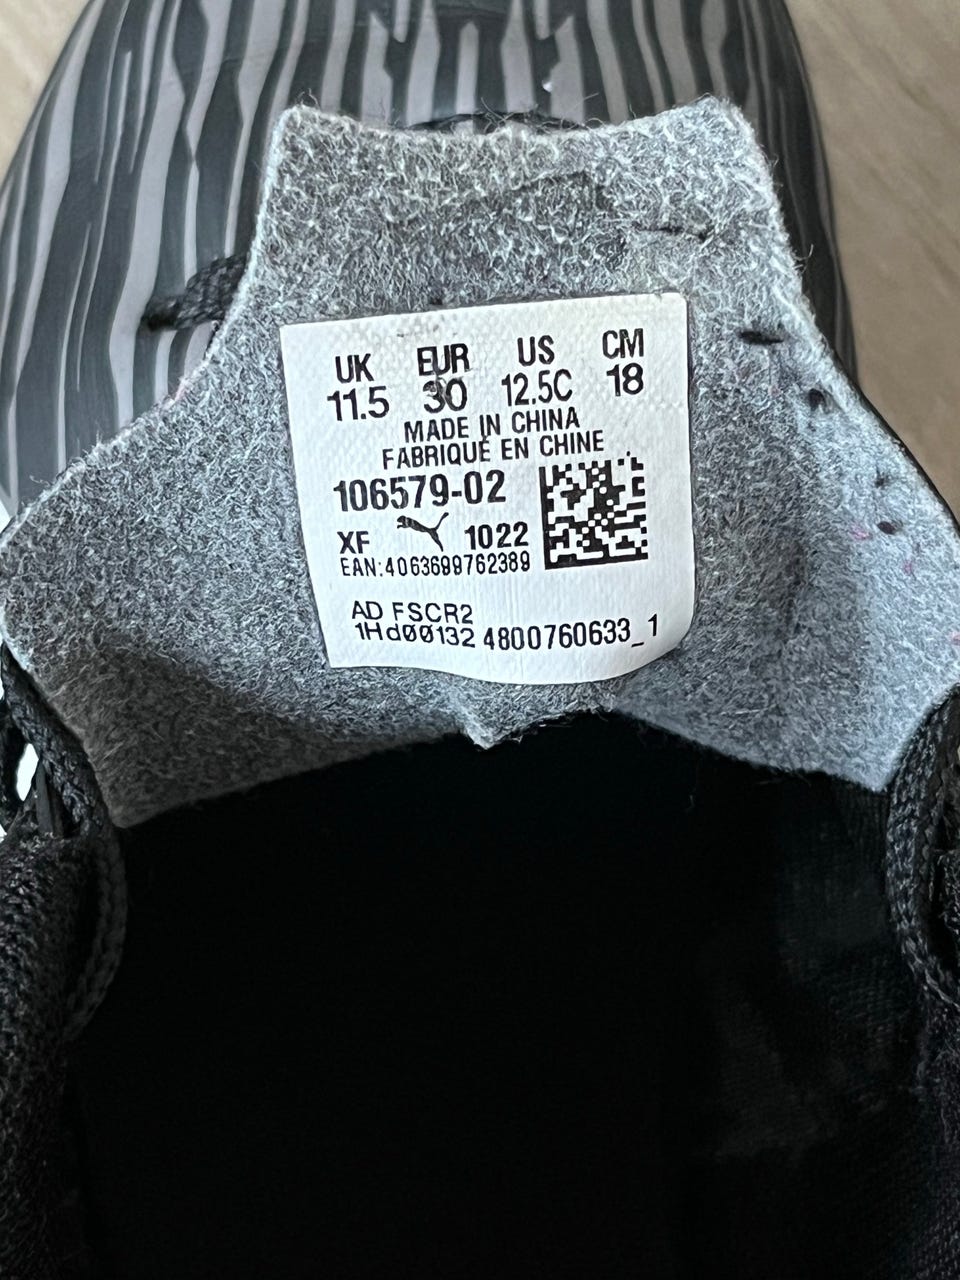 UK EUR US CM
11.5 30 12.5C 18
MADE IN CHINA
FABRIQUÉ EN CHINE
106579-02
XF 1022
EAN:4063699762389
AD FSCR2
1Hd00132 4800760633_1